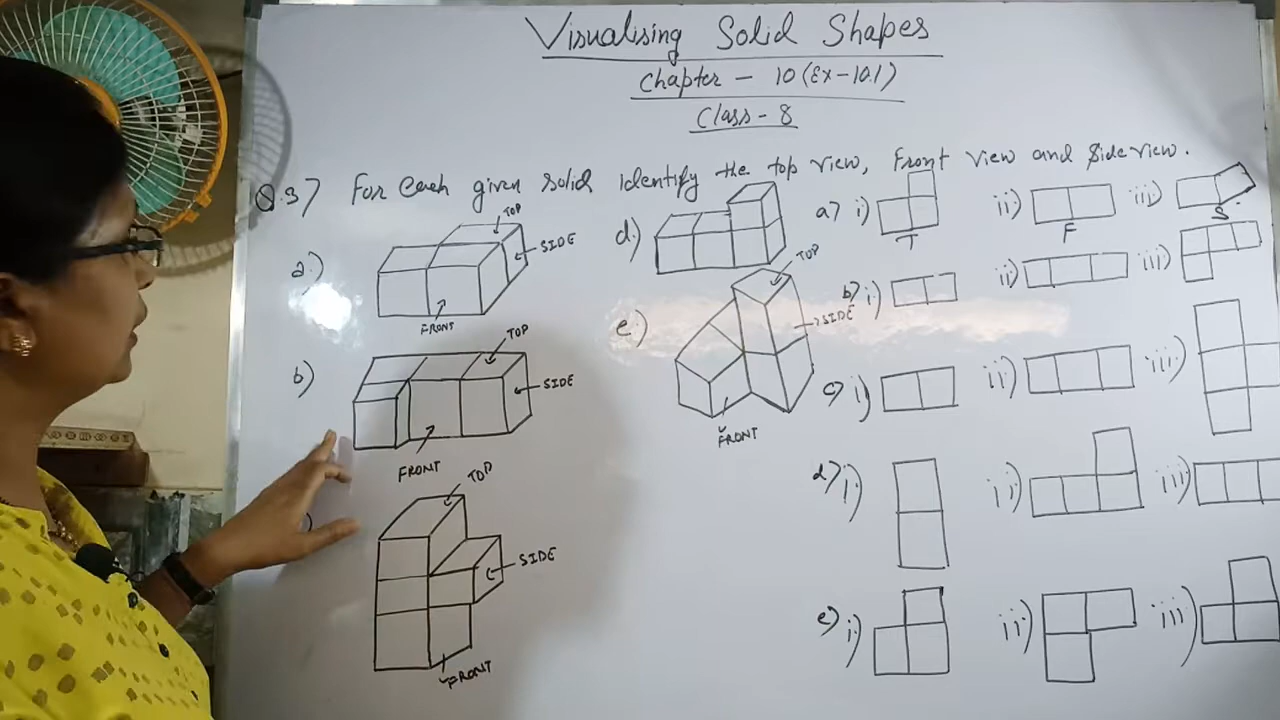 Visualising Solid Shapes
Chapter - 10 (Ex-10.1)
Class-8
Q.3> For each given solid identify the top view, Front view and side view.
a.)
TOP
SIDE
FRONT
b)
TOP
SIDE
FRONT
)
TOP
SIDE
FRONT
d.)
e.)
TOP
SIDE
FRONT
a> i)
T
ii)
F
iii)
S.
b> i)
ii)
iii)
c) i)
ii)
iii)
d> i)
ii)
iii)
e> i)
ii)
iii)